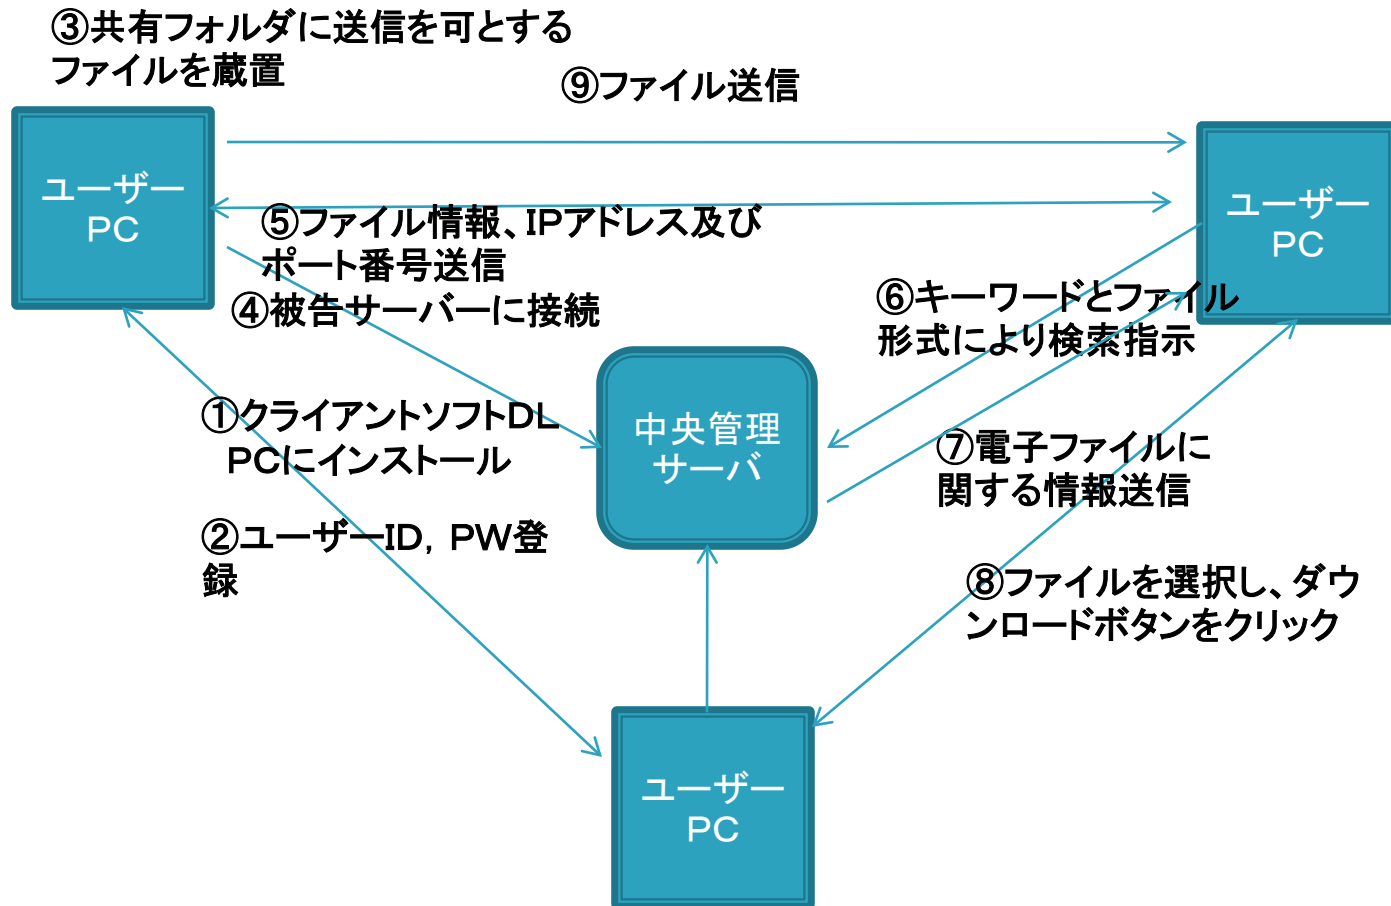 ③共有フォルダに送信を可とする
ファイルを蔵置
⑨ファイル送信
ユーザー
PC
ユーザー
PC
⑤ファイル情報、IPアドレス及び
ポート番号送信
④被告サーバーに接続
⑥キーワードとファイル
形式により検索指示
①クライアントソフトDL
PCにインストール
中央管理
サーバ
⑦電子ファイルに
関する情報送信
②ユーザーID，PW登
録
⑧ファイルを選択し、ダウ
ンロードボタンをクリック
ユーザー
PC